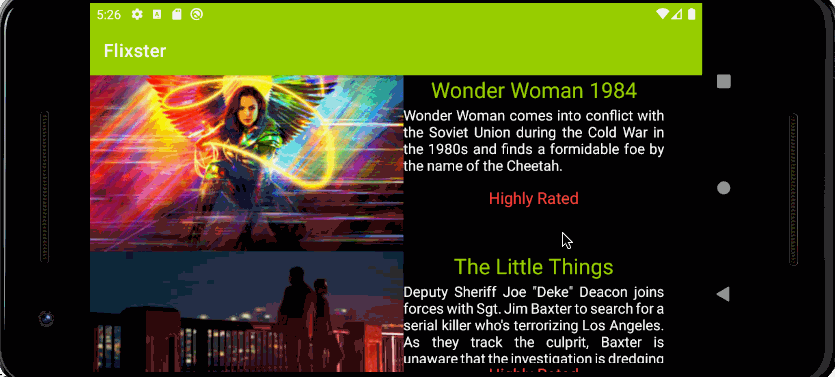 5:26
Flixster
Wonder Woman 1984
Wonder Woman comes into conflict with
the Soviet Union during the Cold War in
the 1980s and finds a formidable foe by
the name of the Cheetah.
Highly Rated
The Little Things
Deputy Sheriff Joe "Deke" Deacon joins
forces with Sgt. Jim Baxter to search for a
serial killer who's terrorizing Los Angeles.
As they track the culprit, Baxter is
unaware that the investigation is dredging
Highly Rated